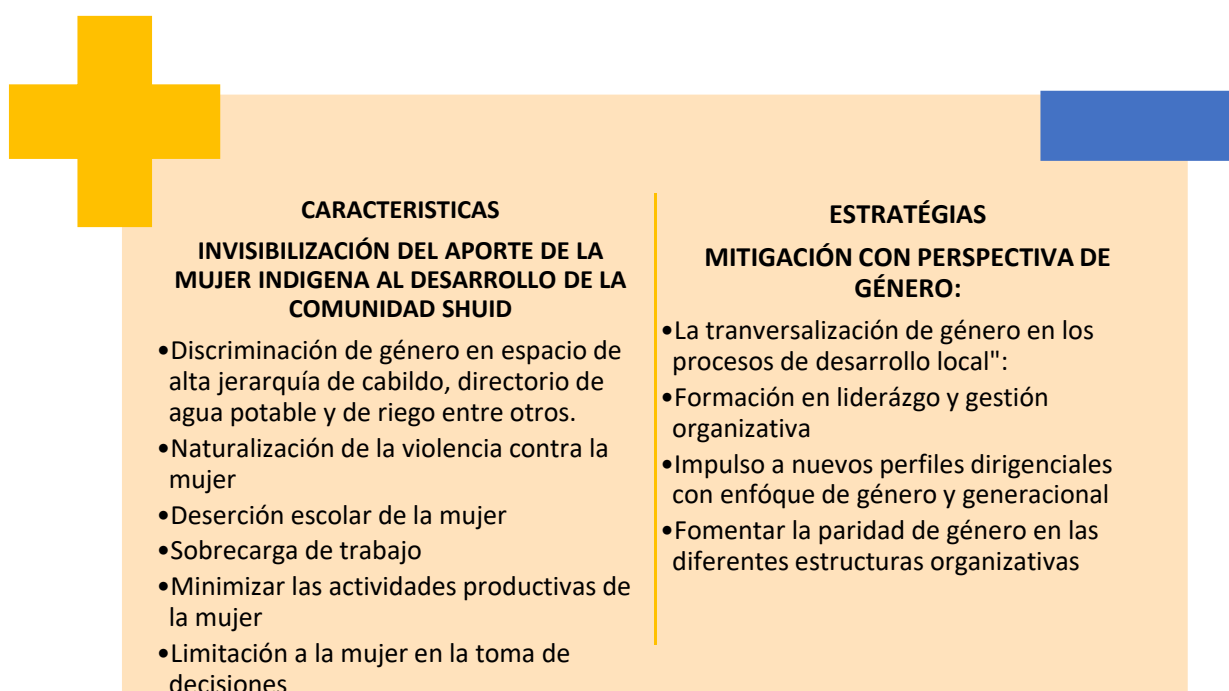 CARACTERISTICAS
INVISIBILIZACIÓN DEL APORTE DE LA
MUJER INDIGENA AL DESARROLLO DE LA
COMUNIDAD SHUID
•Discriminación de género en espacio de
alta jerarquía de cabildo, directorio de
agua potable y de riego entre otros.
•Naturalización de la violencia contra la
mujer
•Deserción escolar de la mujer
•Sobrecarga de trabajo
•Minimizar las actividades productivas de
la mujer
•Limitación a la mujer en la toma de
decisiones
ESTRATÉGIAS
MITIGACIÓN CON PERSPECTIVA DE
GÉNERO:
•La tranversalización de género en los
procesos de desarrollo local":
•Formación en liderázgo y gestión
organizativa
•Impulso a nuevos perfiles dirigenciales
con enfóque de género y generacional
•Fomentar la paridad de género en las
diferentes estructuras organizativas